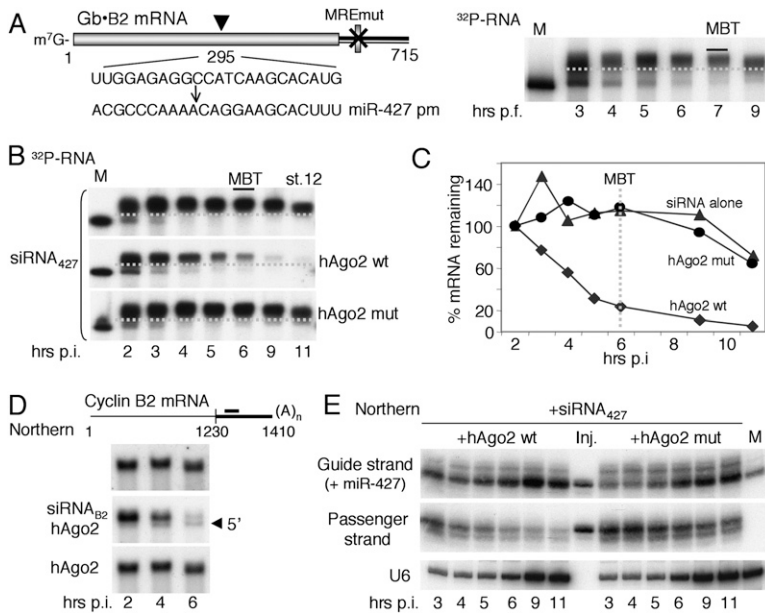 A
Gb•B2 mRNA
MREmut
m⁷G-
1
295
715
UUGGAGAGGCCATCAAGCACAUG
ACGCCCAAAACAGGAAGCACUUU miR-427 pm
³²P-RNA
M
MBT
hrs p.f.
3 4 5 6 7 9
B
³²P-RNA
M
MBT
st.12
siRNA₄₂₇
hAgo2 wt
hAgo2 mut
hrs p.i.
2 3 4 5 6 9 11
C
MBT
% mRNA remaining
140
100
60
20
0
siRNA alone
hAgo2 mut
hAgo2 wt
2 4 6 8 10
hrs p.i
D
Cyclin B2 mRNA
(A)ₙ
Northern
1
1230
1410
siRNA_B2
hAgo2
5'
hAgo2
hrs p.i.
2 4 6
E
Northern
+siRNA₄₂₇
+hAgo2 wt
Inj.
+hAgo2 mut
M
Guide strand
(+ miR-427)
Passenger
strand
U6
hrs p.i.
3 4 5 6 9 11 3 4 5 6 9 11